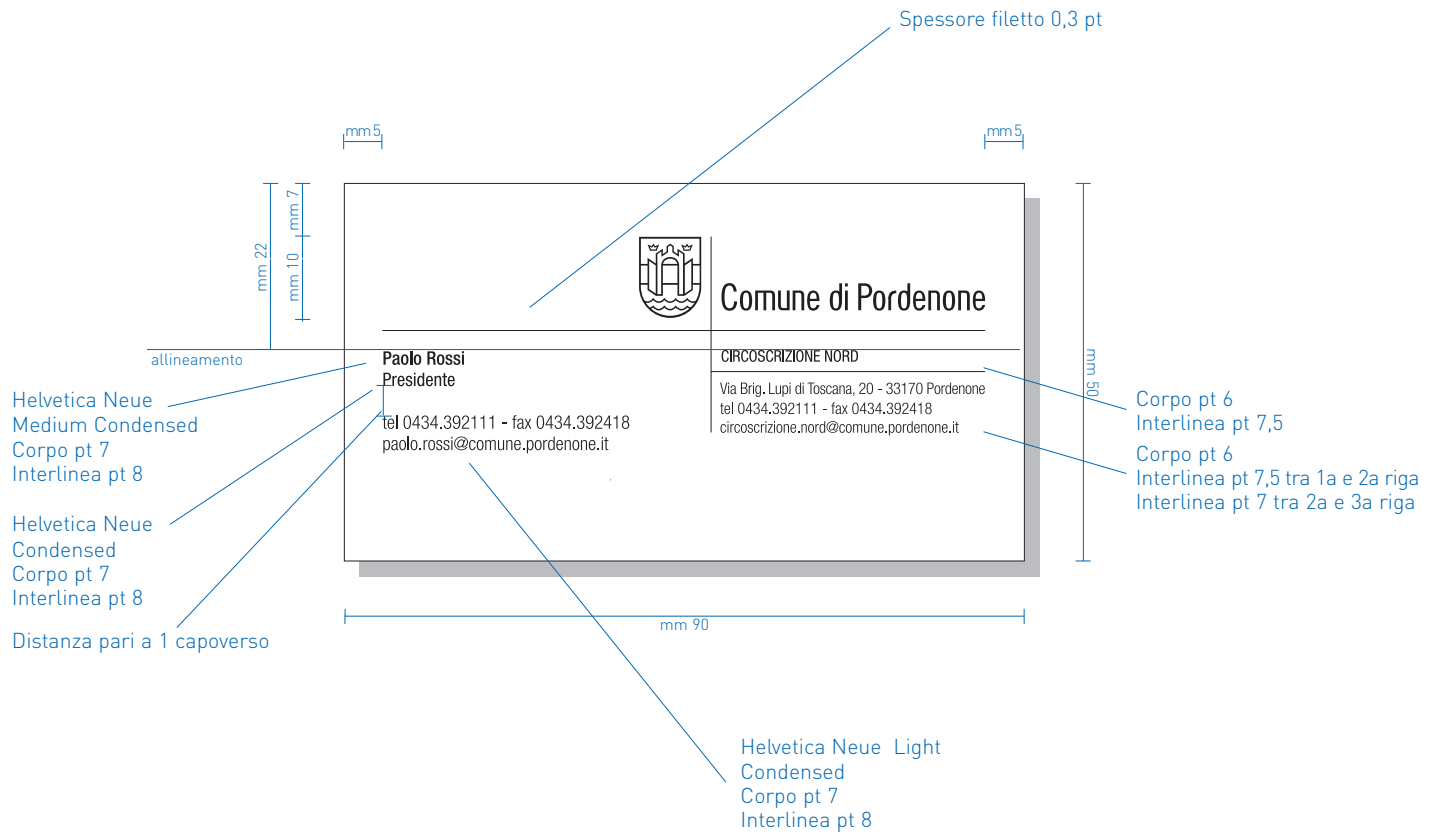 Spessore filetto 0,3 pt
mm 5
mm 5
mm 7
mm 22
mm 10
Comune di Pordenone
allineamento
Paolo Rossi
Presidente
tel 0434.392111 - fax 0434.392418
paolo.rossi@comune.pordenone.it
CIRCOSCRIZIONE NORD
Via Brig. Lupi di Toscana, 20 - 33170 Pordenone
tel 0434.392111 - fax 0434.392418
circoscrizione.nord@comune.pordenone.it
mm 50
Helvetica Neue
Medium Condensed
Corpo pt 7
Interlinea pt 8
Helvetica Neue
Condensed
Corpo pt 7
Interlinea pt 8
Distanza pari a 1 capoverso
Corpo pt 6
Interlinea pt 7,5
Corpo pt 6
Interlinea pt 7,5 tra 1a e 2a riga
Interlinea pt 7 tra 2a e 3a riga
mm 90
Helvetica Neue Light
Condensed
Corpo pt 7
Interlinea pt 8